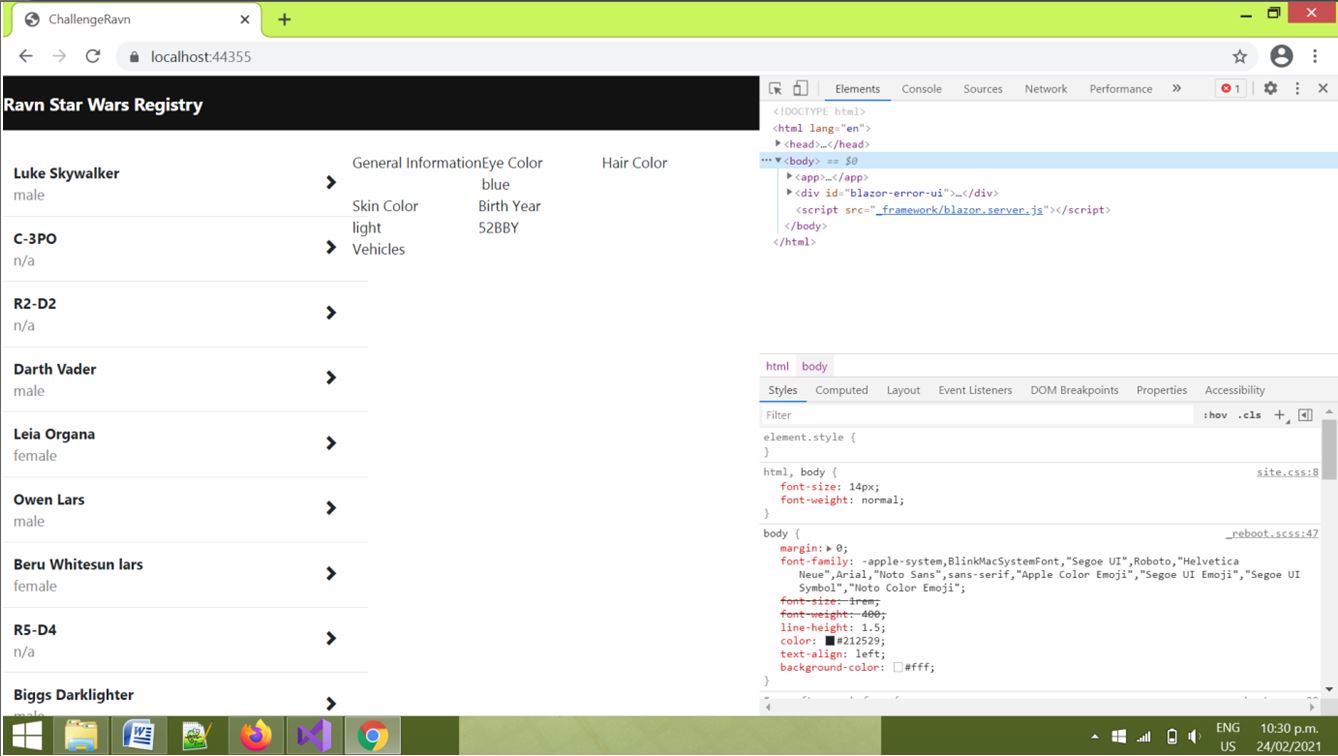 ChallengeRavn
localhost:44355
Ravn Star Wars Registry
Luke Skywalker
male
C-3PO
n/a
R2-D2
n/a
Darth Vader
male
Leia Organa
female
Owen Lars
male
Beru Whitesun lars
female
R5-D4
n/a
Biggs Darklighter
male
General InformationEye Color Hair Color
blue
Skin Color Birth Year
light 52BBY
Vehicles
Elements Console Sources Network Performance » 1
<!DOCTYPE html>
<html lang="en">
<head>…</head>
<body> == $0
<app>…</app>
<div id="blazor-error-ui">…</div>
<script src="_framework/blazor.server.js"></script>
</body>
</html>
html body
Styles Computed Layout Event Listeners DOM Breakpoints Properties Accessibility
Filter :hov .cls +
element.style {
}
html, body { site.css:8
font-size: 14px;
font-weight: normal;
}
body { _reboot.scss:47
margin: 0;
font-family: -apple-system,BlinkMacSystemFont,"Segoe UI",Roboto,"Helvetica
Neue",Arial,"Noto Sans",sans-serif,"Apple Color Emoji","Segoe UI Emoji","Segoe UI
Symbol","Noto Color Emoji";
font-size: 1rem;
font-weight: 400;
line-height: 1.5;
color: #212529;
text-align: left;
background-color: #fff;
}
ENG 10:30 p.m.
US 24/02/2021